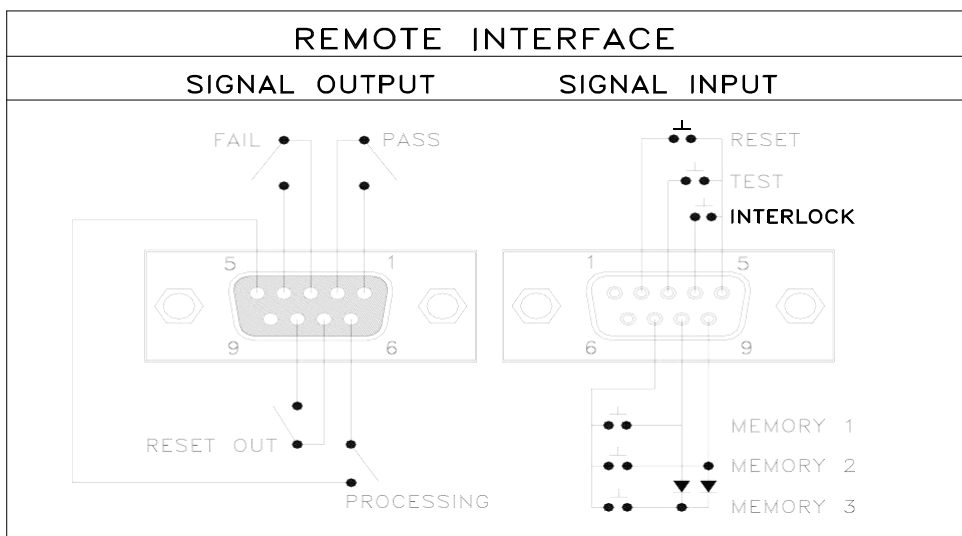 REMOTE INTERFACE
SIGNAL OUTPUT SIGNAL INPUT
FAIL PASS RESET
TEST
INTERLOCK
5 1 1 5
9 6 6 9
RESET OUT MEMORY 1
MEMORY 2
PROCESSING MEMORY 3